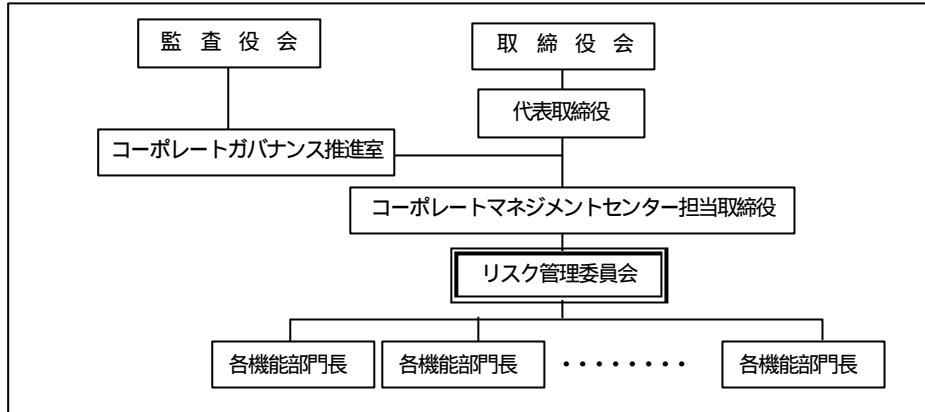 監 査 役 会
取 締 役 会
代表取締役
コーポレートガバナンス推進室
コーポレートマネジメントセンター担当取締役
リスク管理委員会
各機能部門長
各機能部門長
・・・・・・・・
各機能部門長